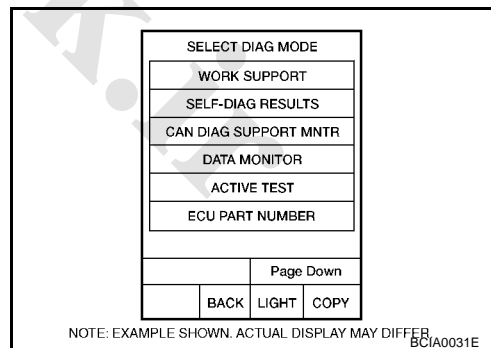 SELECT DIAG MODE
WORK SUPPORT
SELF-DIAG RESULTS
CAN DIAG SUPPORT MNTR
DATA MONITOR
ACTIVE TEST
ECU PART NUMBER
Page Down
BACK LIGHT COPY
NOTE: EXAMPLE SHOWN. ACTUAL DISPLAY MAY DIFFER.
BCIA0031E